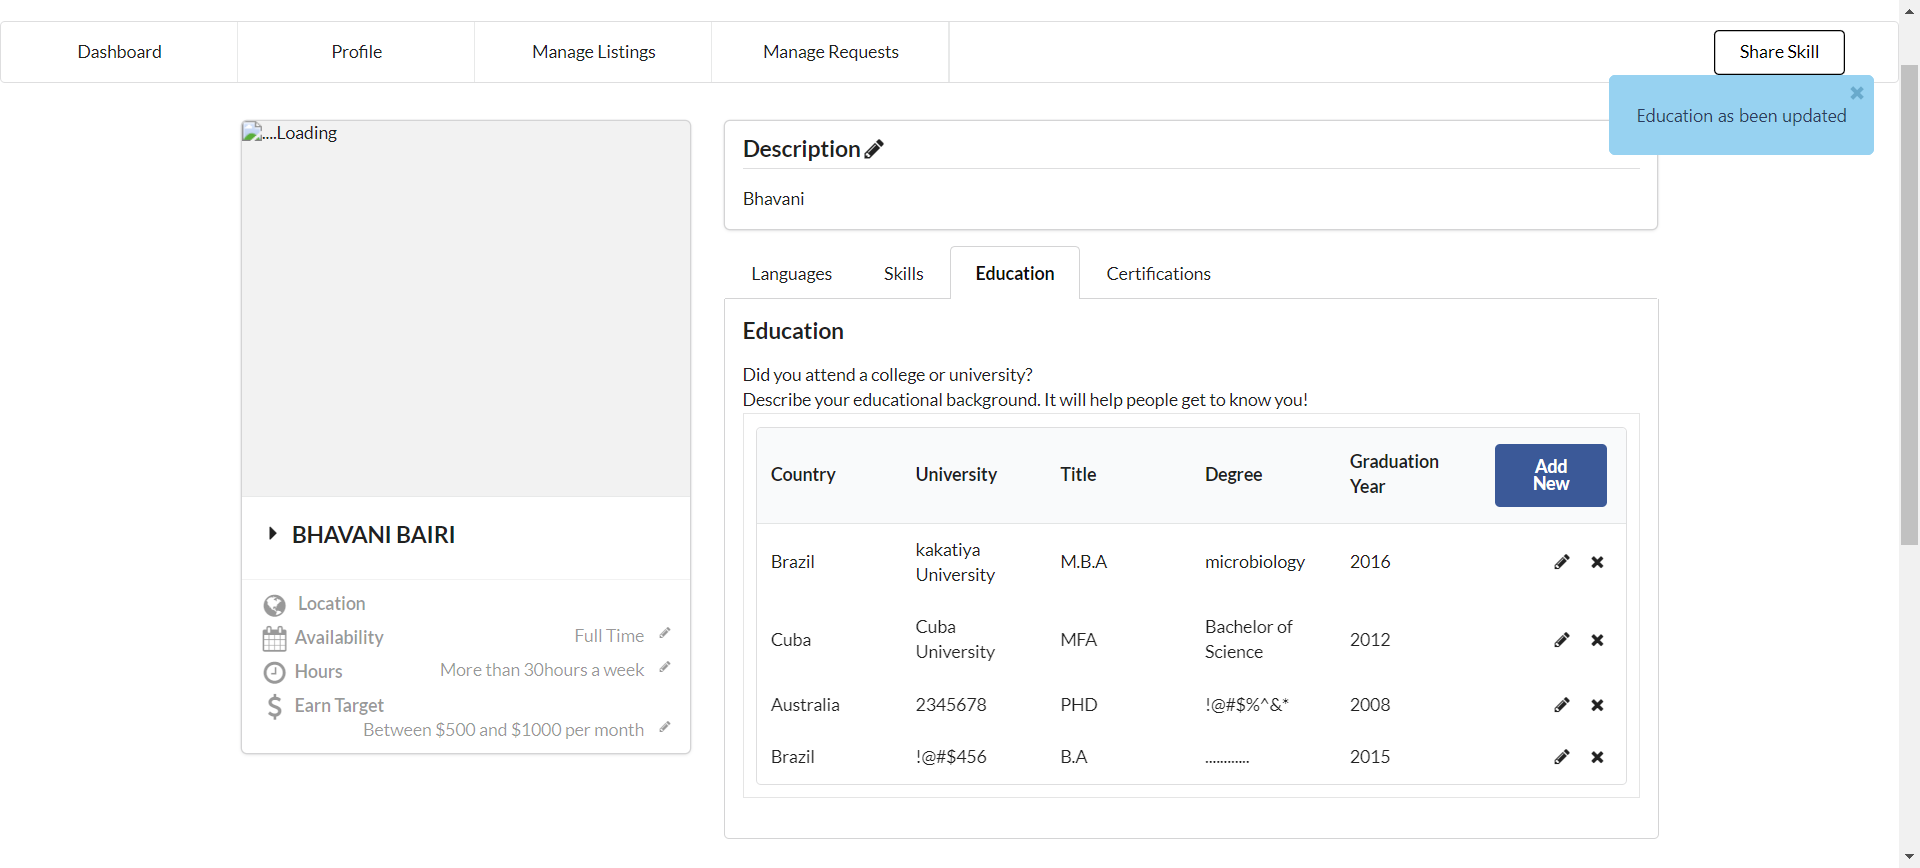 Dashboard
Profile
Manage Listings
Manage Requests
Share Skill
Education as been updated
....Loading
BHAVANI BAIRI
Location
Availability
Full Time
Hours
More than 30hours a week
Earn Target
Between $500 and $1000 per month
Description
Bhavani
Languages
Skills
Education
Certifications
Education
Did you attend a college or university?
Describe your educational background. It will help people get to know you!
Country
University
Title
Degree
Graduation
Year
Add
New
Brazil
kakatiya
University
M.B.A
microbiology
2016
Cuba
Cuba
University
MFA
Bachelor of
Science
2012
Australia
2345678
PHD
!@#$%^&*
2008
Brazil
!@#$456
B.A
............
2015